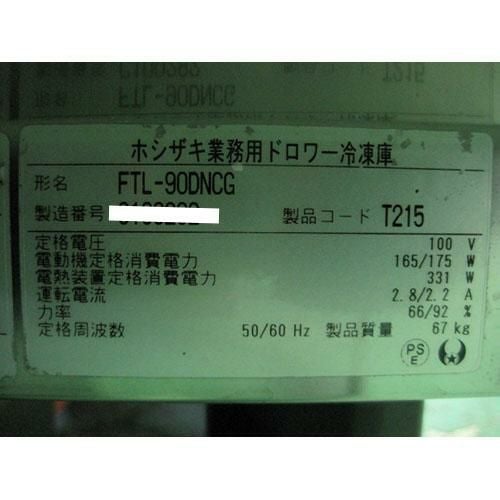 ホシザキ業務用ドロワー冷凍庫
形名 FTL-90DNCG
製造番号 製品コード T215
定格電圧 100 V
電動機定格消費電力 165/175 W
電熱装置定格消費電力 331 W
運転電流 2.8/2.2 A
力率 66/92 %
定格周波数 50/60 Hz 製品質量 67 kg
PS
E